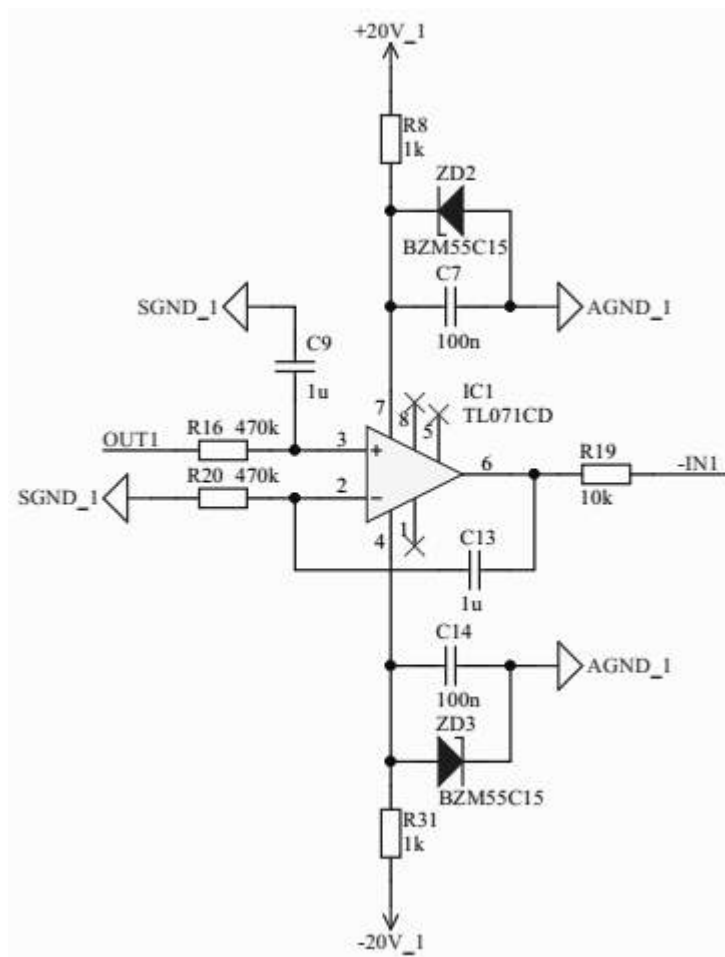 +20V_1
R8
1k
ZD2
BZM55C15
C7
100n
AGND_1
SGND_1
C9
1u
IC1
TL071CD
7
8
5
OUT1
R16 470k
3
+
6
R19
10k
-IN1
SGND_1
R20 470k
2
−
1
4
C13
1u
C14
100n
AGND_1
ZD3
BZM55C15
R31
1k
-20V_1